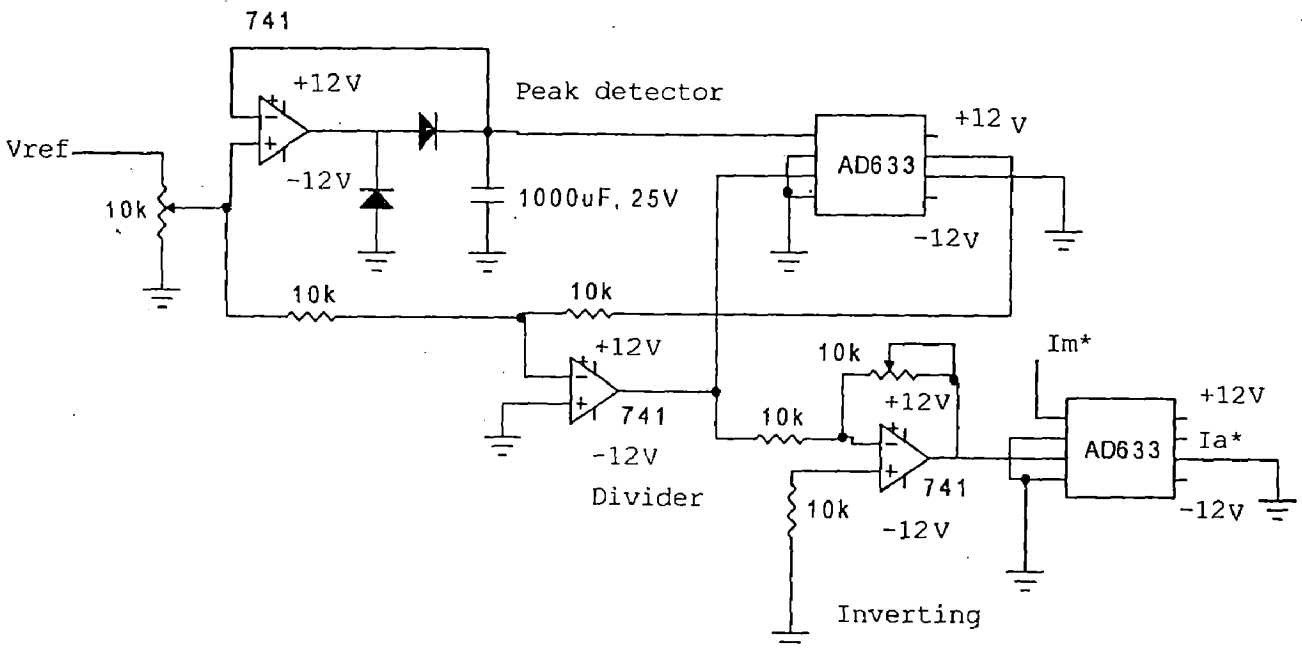 741
+12V
Peak detector
+12 V
Vref
-12V
10k
1000uF, 25V
AD633
-12V
10k
10k
+12V
10k
Im*
+12V
741
10k
+12V
Ia*
AD633
-12V
Divider
10k
741
-12V
-12V
Inverting